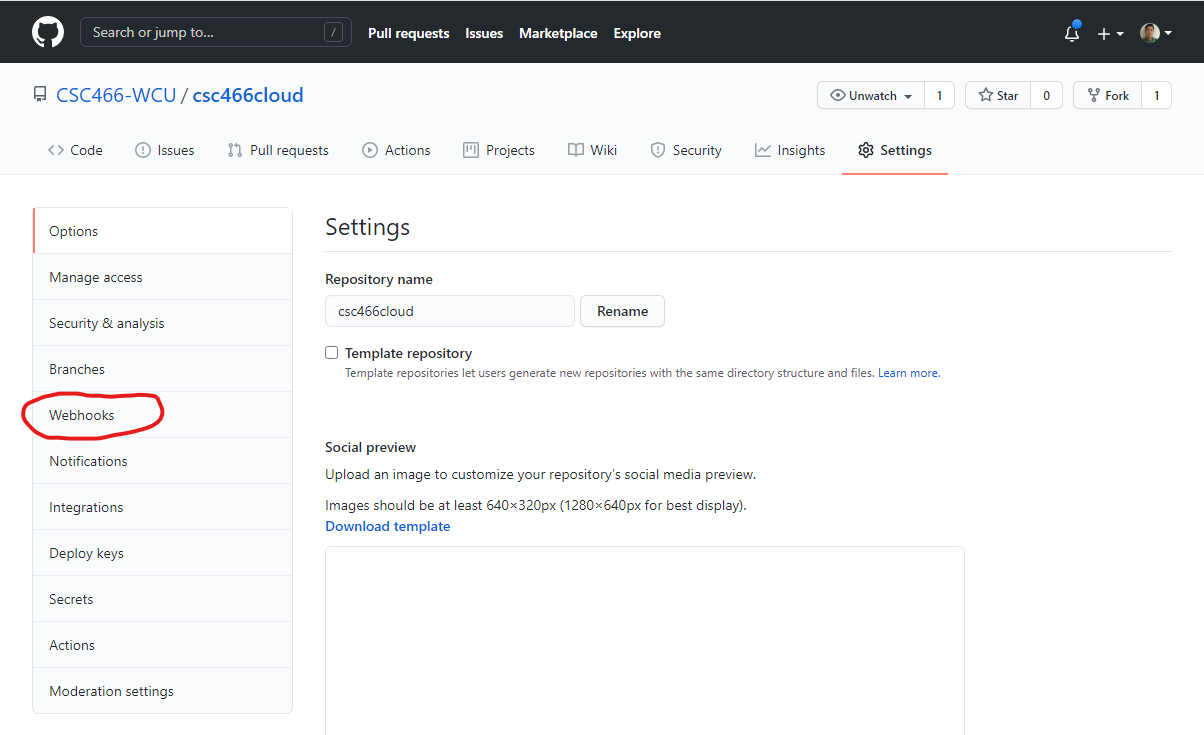 Search or jump to... / Pull requests Issues Marketplace Explore
CSC466-WCU / csc466cloud Unwatch 1 Star 0 Fork 1
Code Issues Pull requests Actions Projects Wiki Security Insights Settings
Options
Manage access
Security & analysis
Branches
Webhooks
Notifications
Integrations
Deploy keys
Secrets
Actions
Moderation settings
Settings
Repository name
csc466cloud Rename
Template repository
Template repositories let users generate new repositories with the same directory structure and files. Learn more.
Social preview
Upload an image to customize your repository’s social media preview.
Images should be at least 640×320px (1280×640px for best display).
Download template